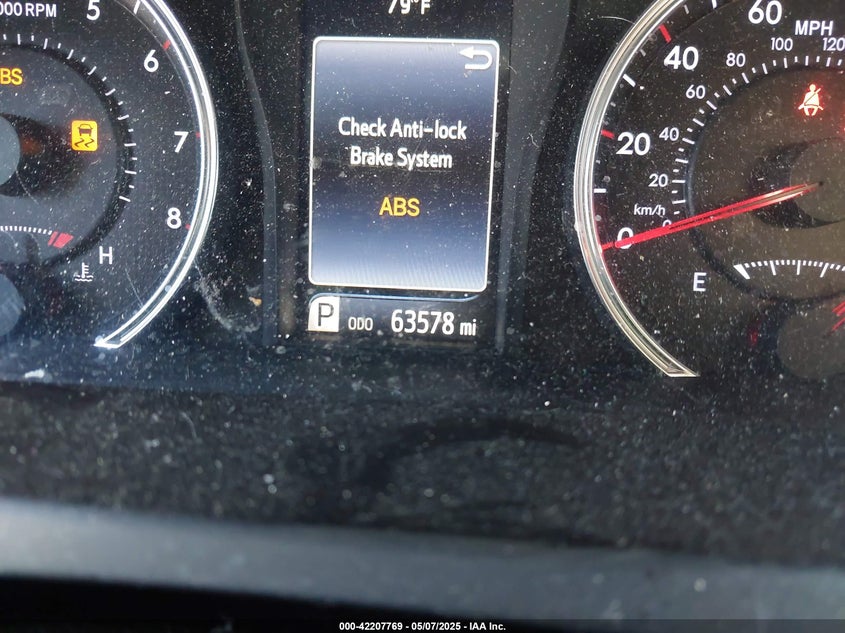 79°F
000 RPM
5
6
7
8
ABS
H
Check Anti-lock
Brake System
ABS
P ODO 63578 mi
60
MPH
40
20
0
120
100
80
60
40
20
km/h
E
000-42207769 - 05/07/2025 - IAA Inc.